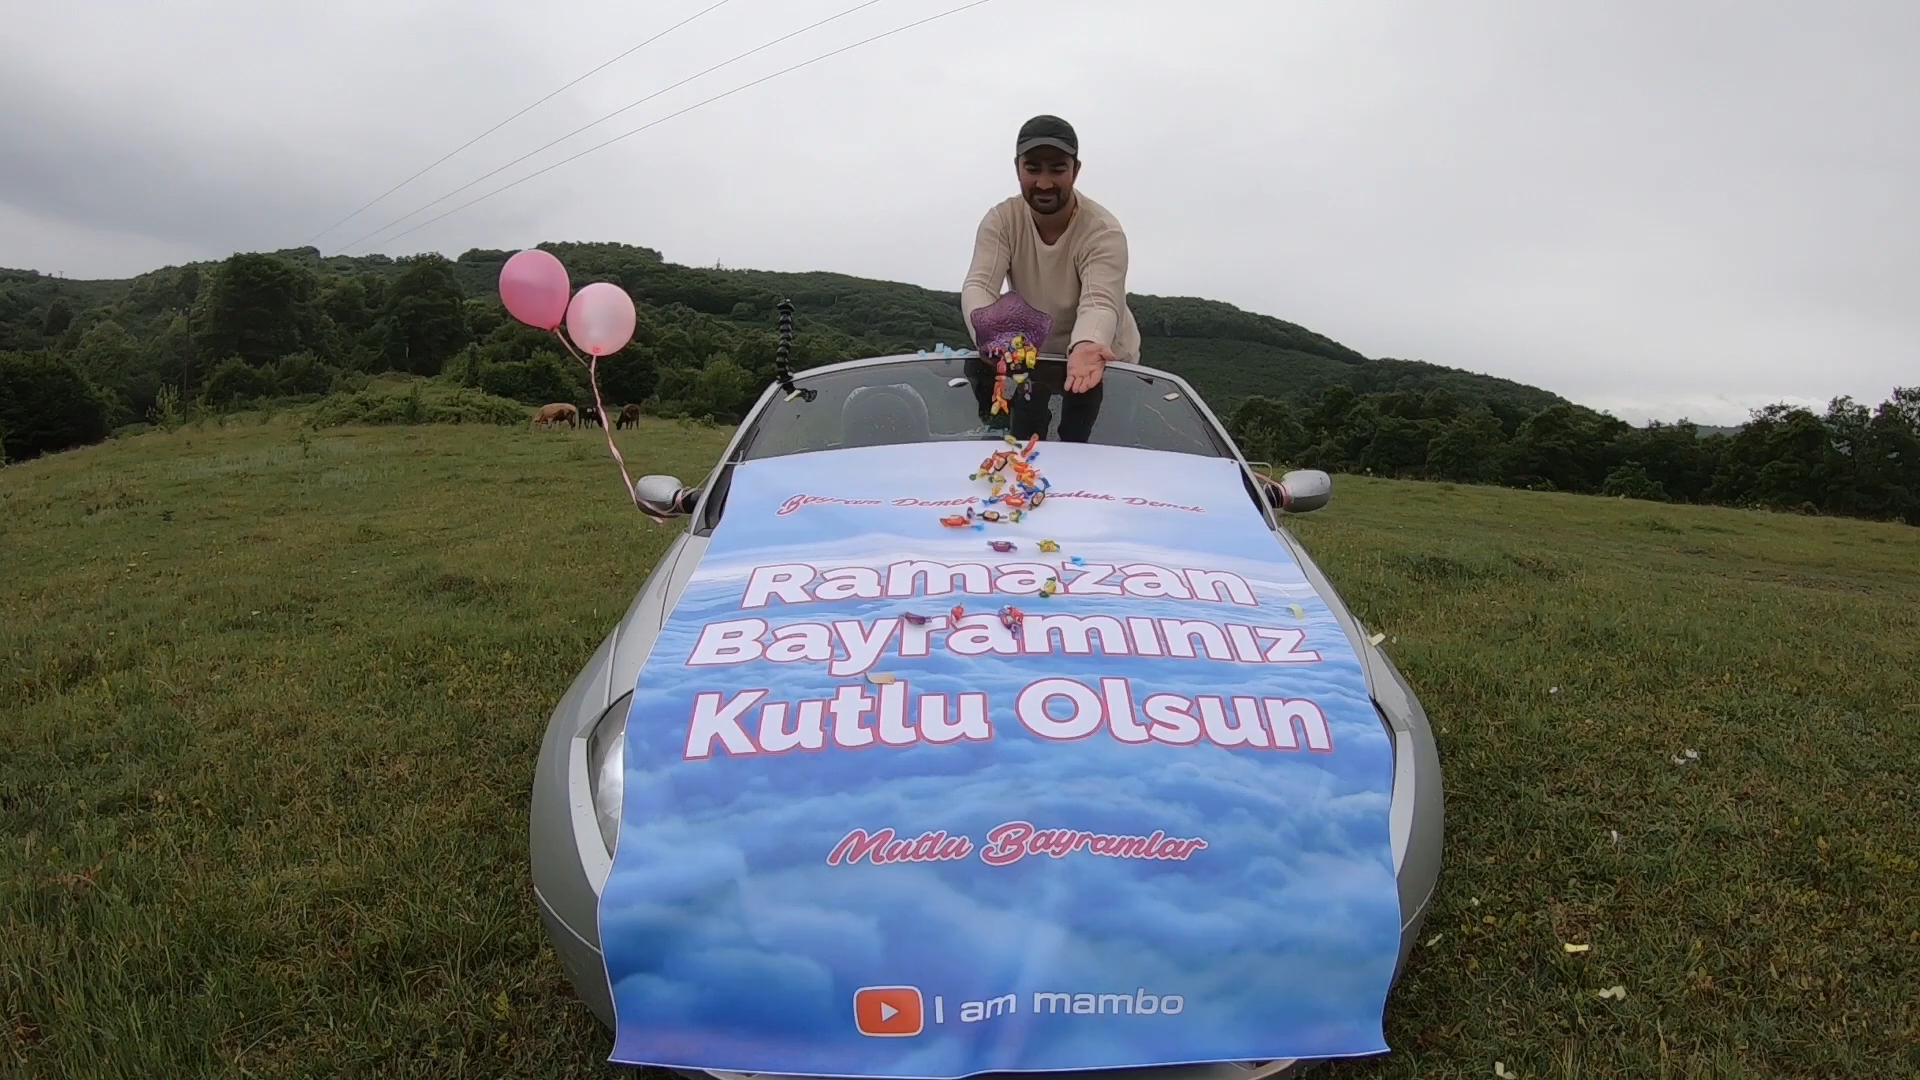 Bayram Demek Demek
Ramazan
Bayramınız
Kutlu Olsun
Mutlu Bayramlar
I am mambo